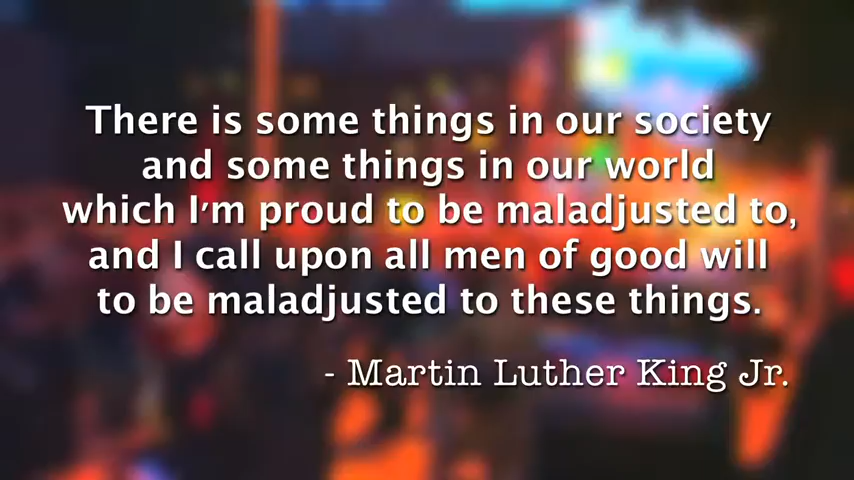 There is some things in our society
and some things in our world
which I'm proud to be maladjusted to,
and I call upon all men of good will
to be maladjusted to these things.
- Martin Luther King Jr.